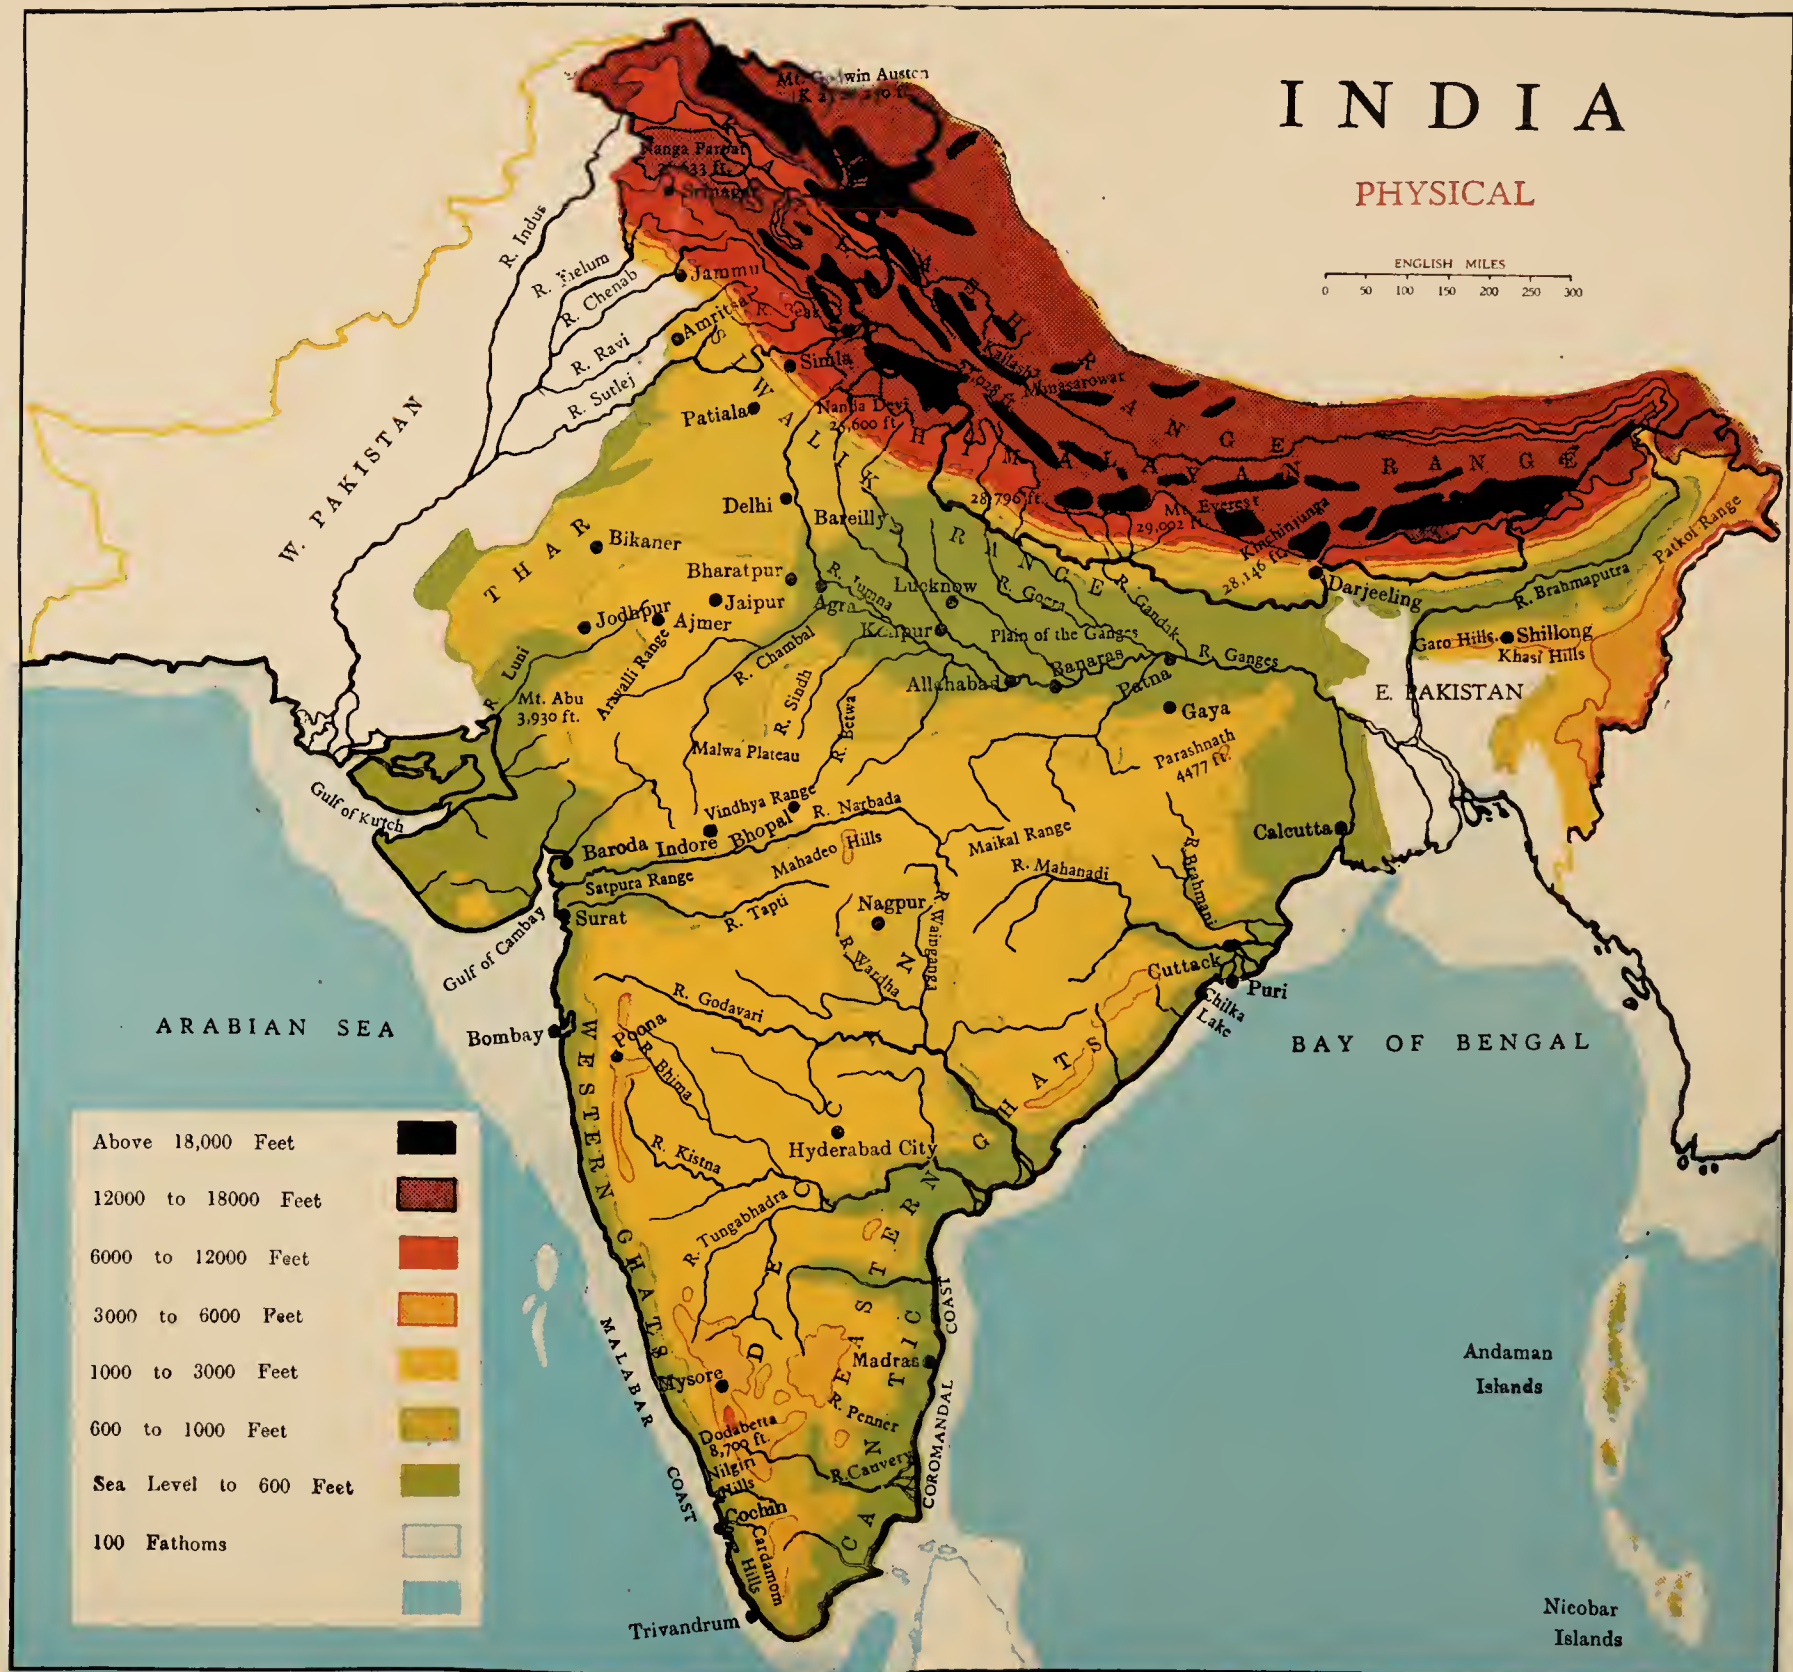 INDIA
PHYSICAL
ENGLISH MILES
0 50 100 150 200 250 300
Mt. Godwin Austen
Nanga Parbat
Srinagar
R. Indus
R. Jhelum
R. Chenab
Jammu
Amritsar
R. Beas
R. Ravi
R. Sutlej
Simla
KAILASH RANGE
Kailash
Manasarowar
25,600 ft.
Nanda Devi
Patiala
SIWALIK RANGE
HIMALAYAN RANGE
W. PAKISTAN
28,796 ft.
Mt. Everest
29,002 ft.
Kinchinjunga
28,146 ft.
Delhi
Bareilly
THAR
Bikaner
Patkoi Range
Bharatpur
R. Jumna
Lucknow
R. Gogra
R. Gandak
Darjeeling
R. Brahmaputra
Jaipur
Agra
Jodhpur
Ajmer
Kanpur
Plain of the Ganges
Garo Hills
Shillong
Khasi Hills
R. Luni
Aravalli Range
R. Chambal
R. Sindh
R. Betwa
Banaras
R. Ganges
Allahabad
Patna
E. PAKISTAN
Mt. Abu
3,930 ft.
Gaya
Malwa Plateau
Parashnath
4477 ft.
Gulf of Kutch
Vindhya Range
R. Narbada
Baroda
Indore
Bhopal
Mahadeo Hills
Maikal Range
Calcutta
Satpura Range
R. Mahanadi
R. Brahmani
Surat
R. Tapti
Nagpur
R. Wainganga
R. Wardha
Gulf of Cambay
Cuttack
Puri
Chilka
Lake
R. Godavari
ARABIAN SEA
Bombay
Poona
R. Bhima
BAY OF BENGAL
WESTERN GHATS
EASTERN GHATS
DECCAN
Hyderabad City
R. Kistna
R. Tungabhadra
MALABAR COAST
COROMANDAL COAST
CARNATIC
Mysore
Madras
R. Penner
Dodabetta
8,700 ft.
Nilgiri
Hills
R. Cauvery
Cochin
Cardamom
Hills
Trivandrum
Andaman
Islands
Nicobar
Islands
Above 18,000 Feet
12000 to 18000 Feet
6000 to 12000 Feet
3000 to 6000 Feet
1000 to 3000 Feet
600 to 1000 Feet
Sea Level to 600 Feet
100 Fathoms